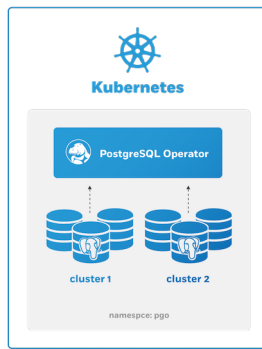 Kubernetes
PostgreSQL Operator
cluster 1 cluster 2
namespce: pgo